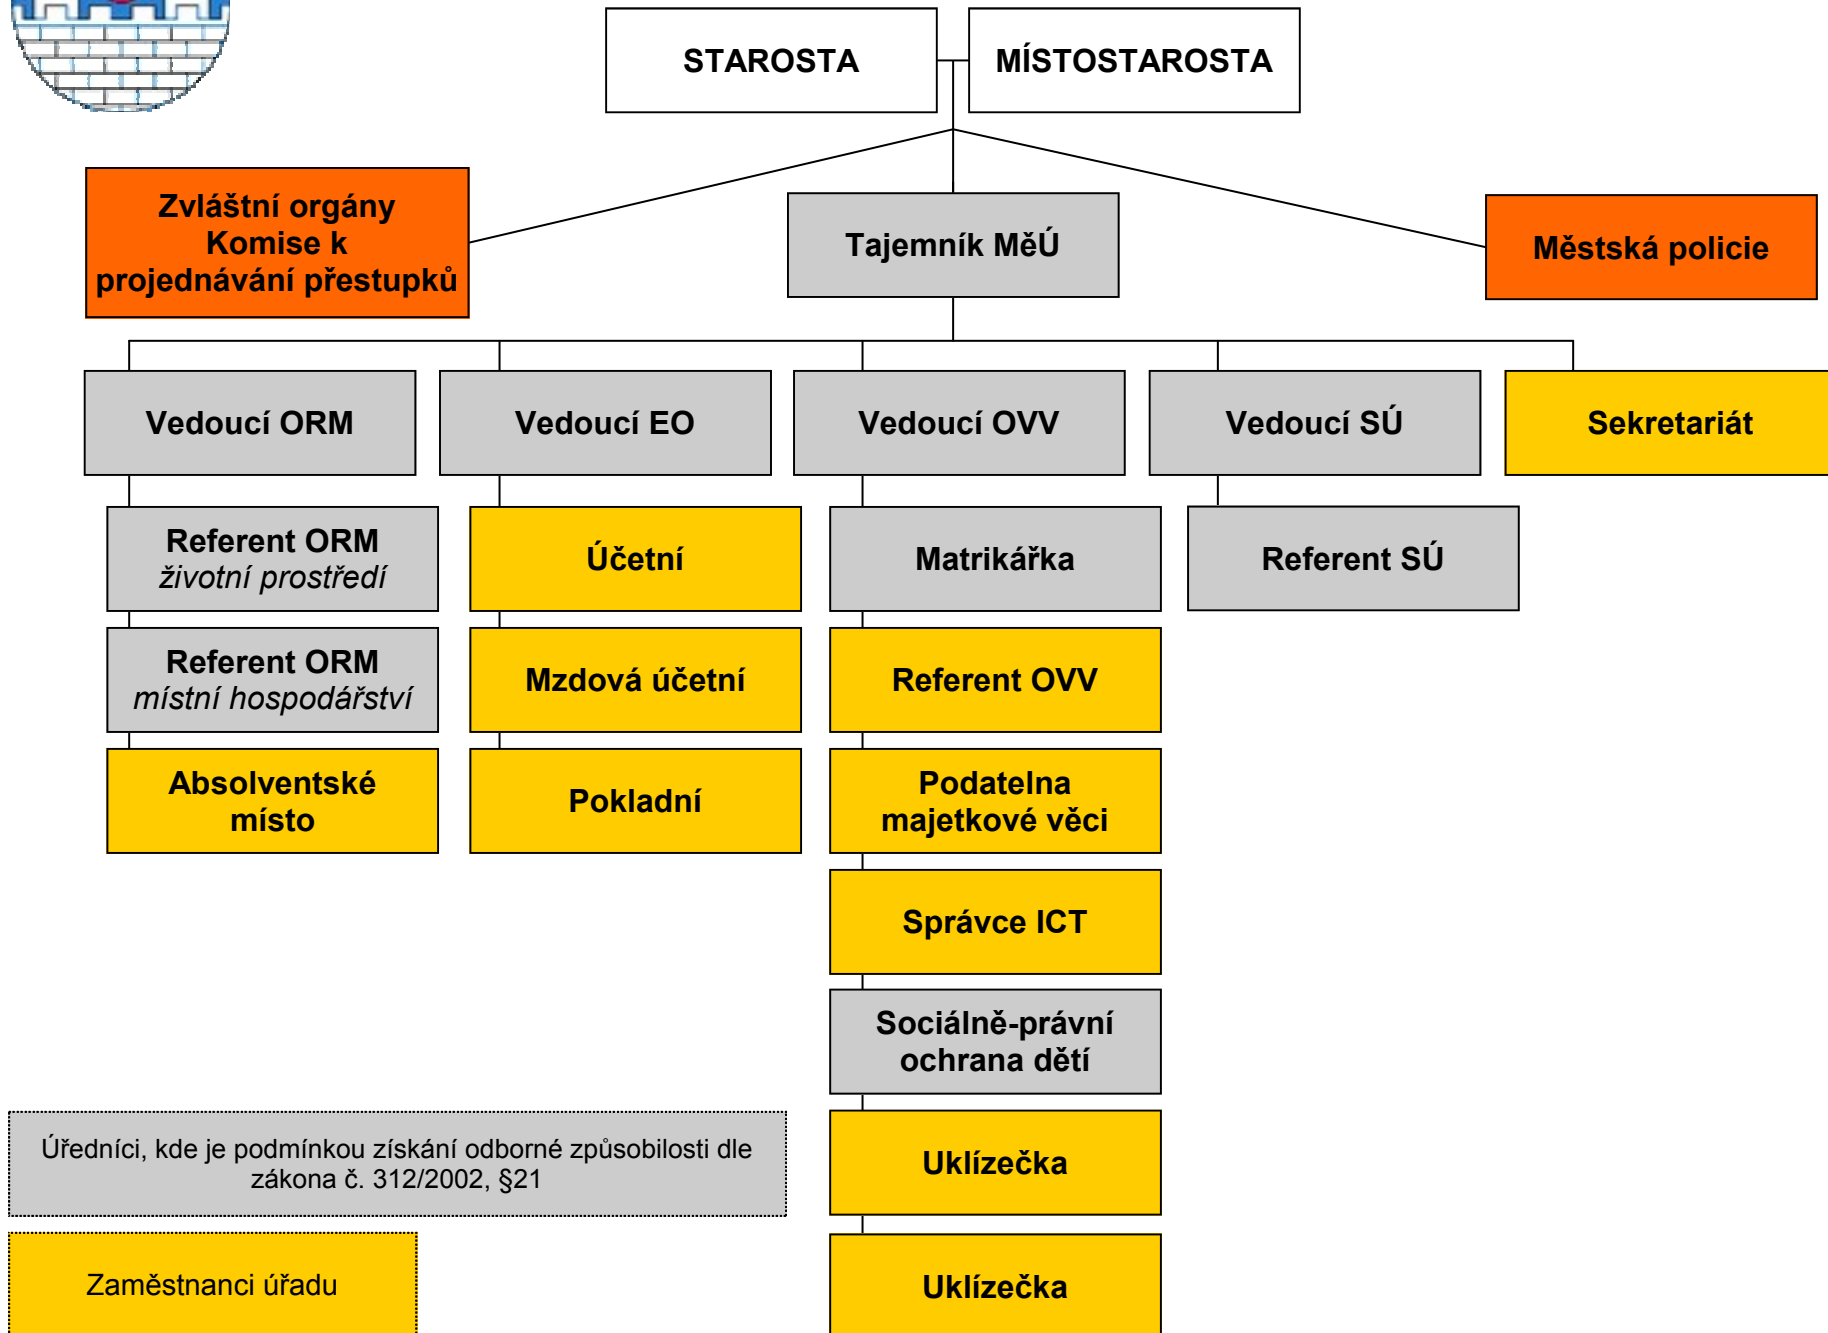 STAROSTA
MÍSTOSTAROSTA
Zvláštní orgány
Komise k
projednávání přestupků
Tajemník MěÚ
Městská policie
Vedoucí ORM
Vedoucí EO
Vedoucí OVV
Vedoucí SÚ
Sekretariát
Referent ORM
životní prostředí
Účetní
Matrikářka
Referent SÚ
Referent ORM
místní hospodářství
Mzdová účetní
Referent OVV
Absolventské
místo
Pokladní
Podatelna
majetkové věci
Správce ICT
Sociálně-právní
ochrana dětí
Úředníci, kde je podmínkou získání odborné způsobilosti dle
zákona č. 312/2002, §21
Uklízečka
Zaměstnanci úřadu
Uklízečka